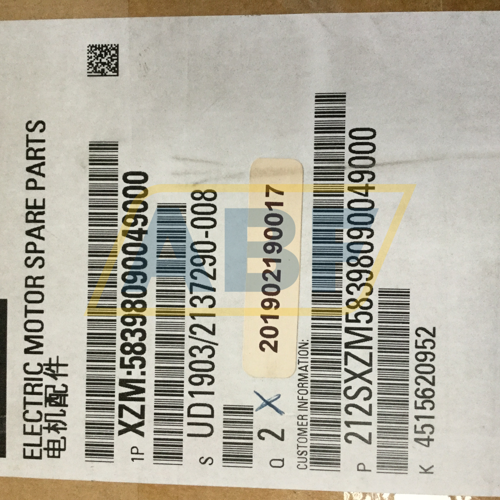 ELECTRIC MOTOR SPARE PARTS
电机配件
1P XZM:58398090049000
S UD1903/2137290-008
Q 2 X 201902190017
CUSTOMER INFORMATION:
P 212SXZM58398090049000
K 4515620952
ABF